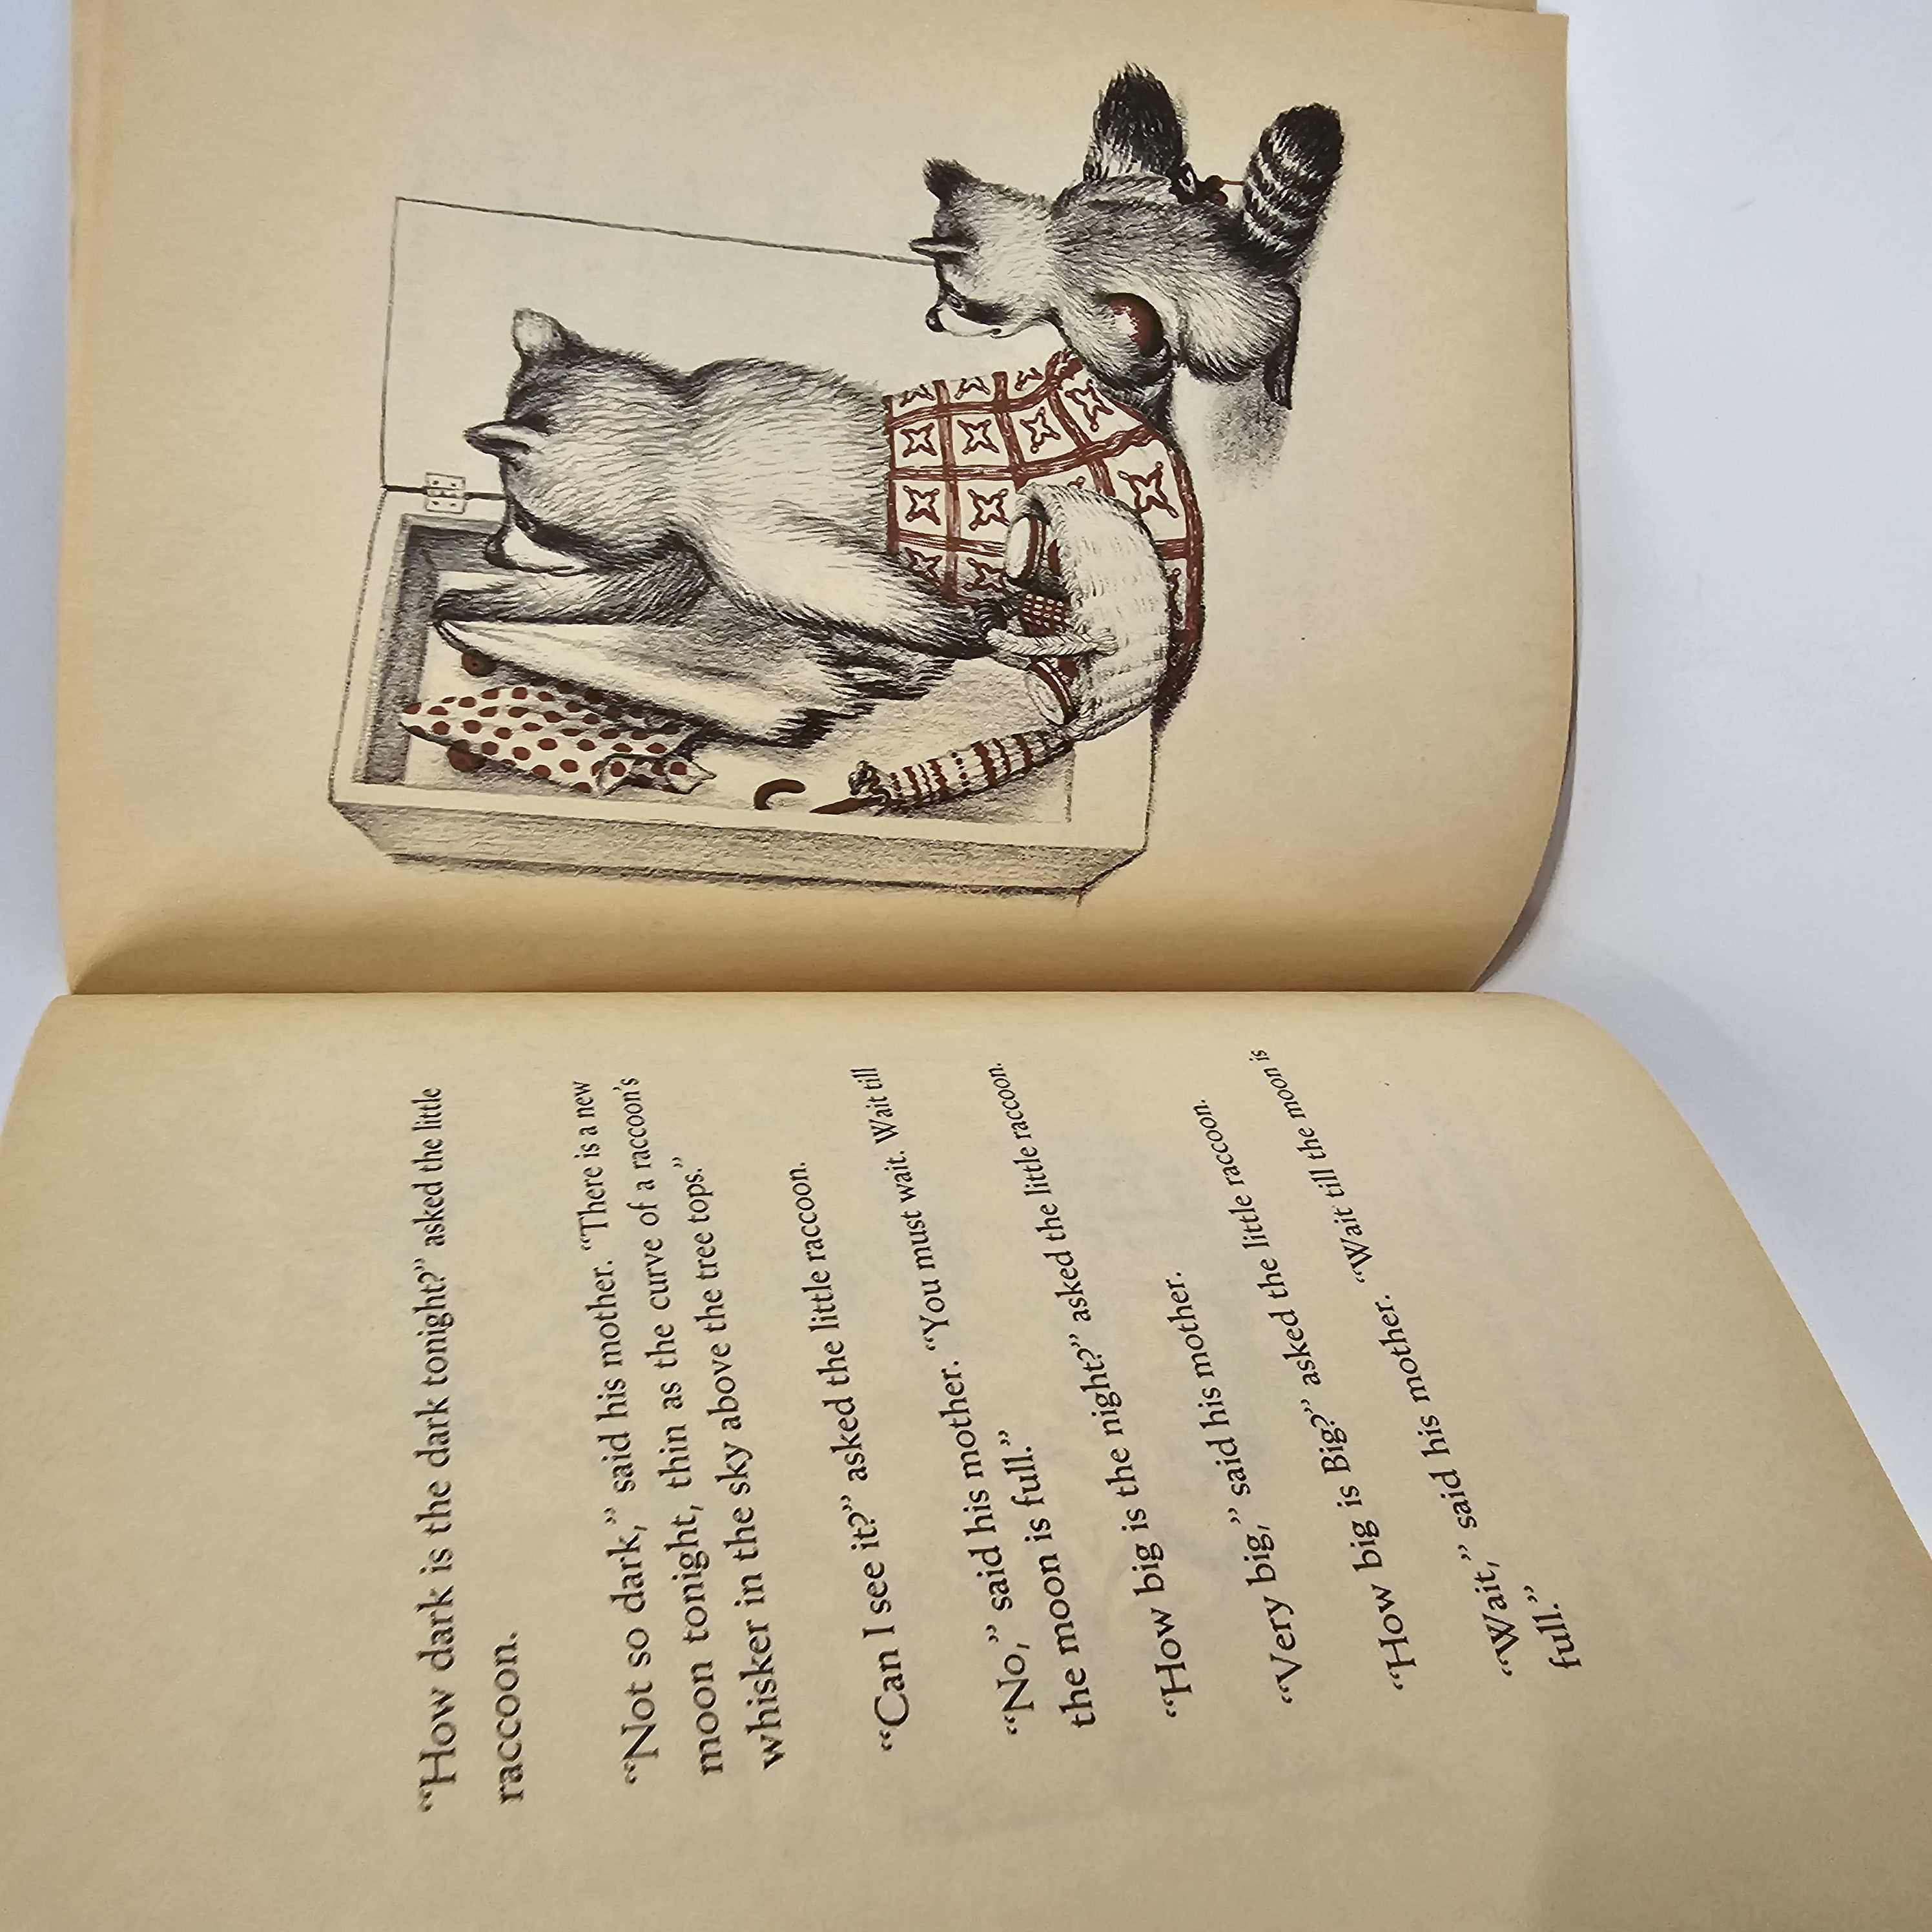 “How dark is the dark tonight?” asked the little
raccoon.
“Not so dark,” said his mother. “There is a new
moon tonight, thin as the curve of a raccoon’s
whisker in the sky above the tree tops.”
“Can I see it?” asked the little raccoon.
“No,” said his mother. “You must wait. Wait till
the moon is full.”
“How big is the night?” asked the little raccoon.
“Very big,” said his mother.
“How big is Big?” asked the little raccoon.
“Wait,” said his mother. “Wait till the moon is
full.”